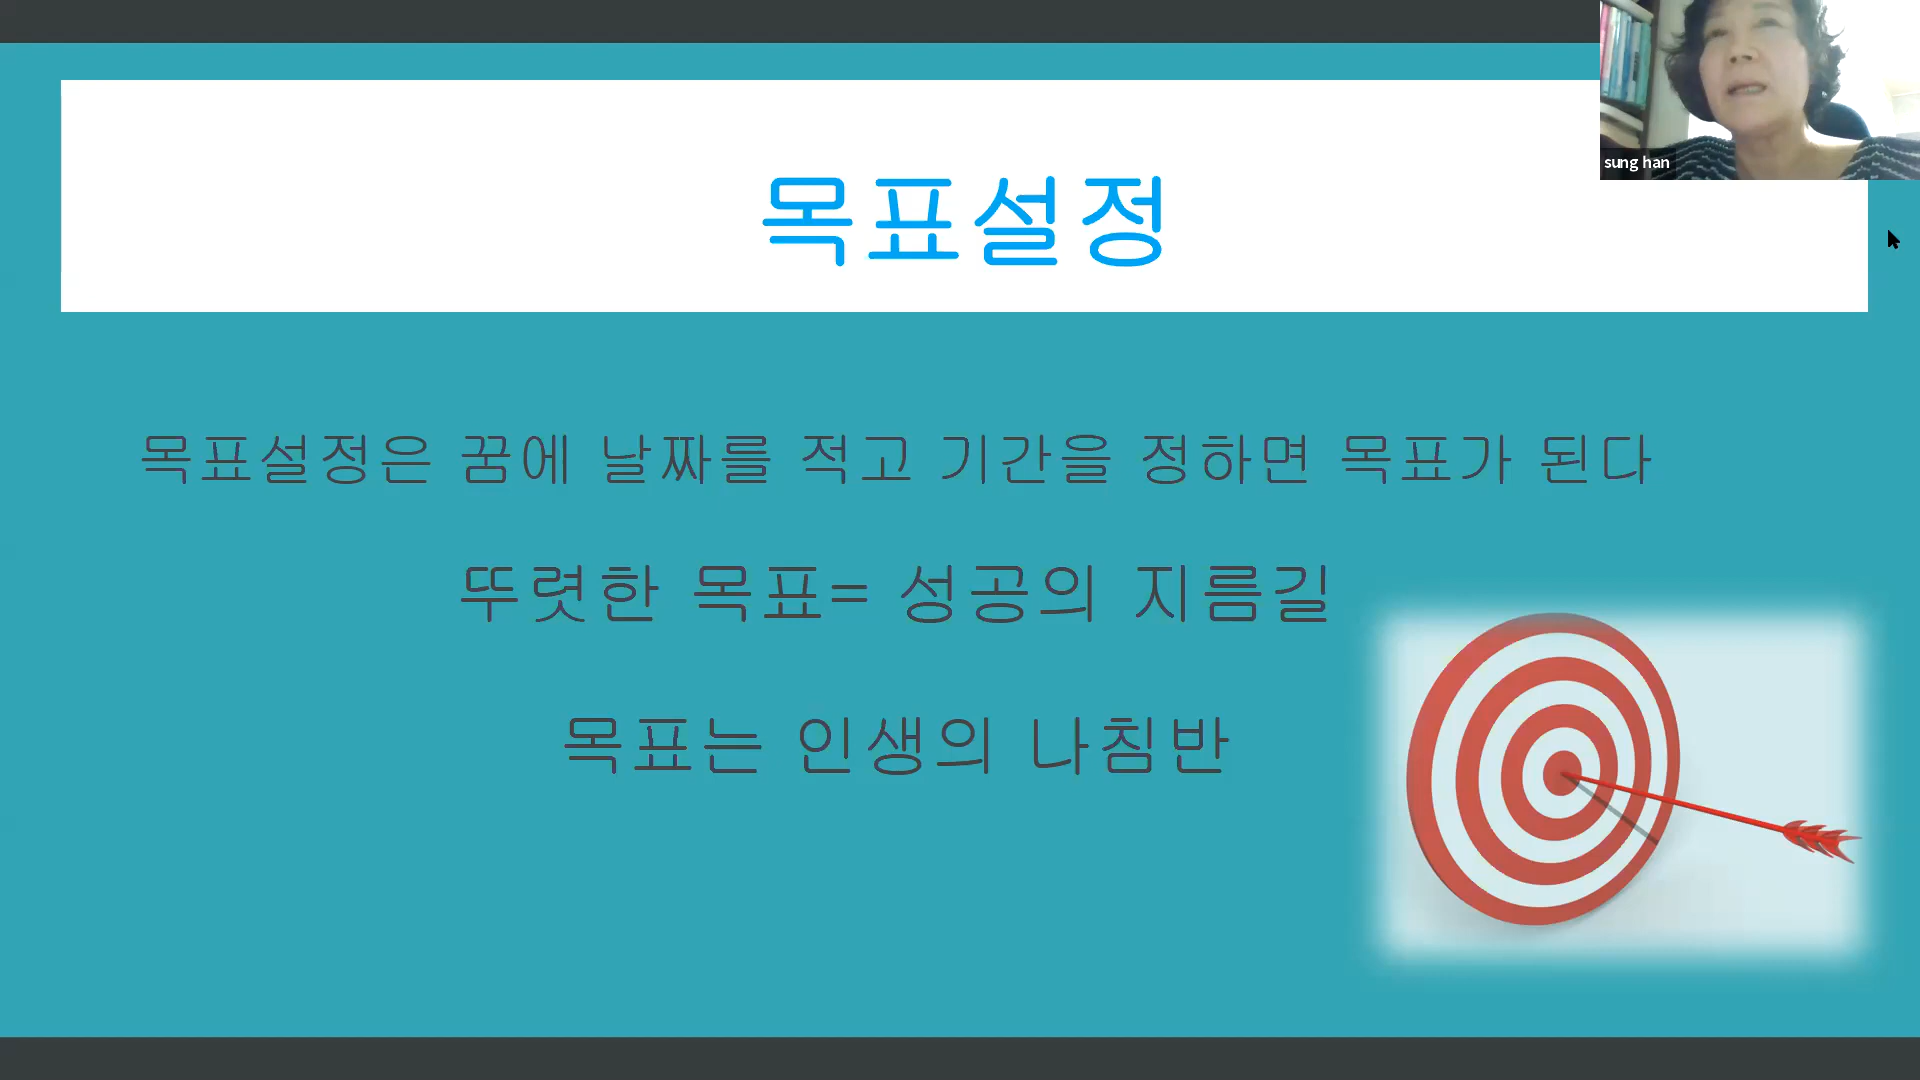 sung han
목표설정
목표설정은 꿈에 날짜를 적고 기간을 정하면 목표가 된다
뚜렷한 목표= 성공의 지름길
목표는 인생의 나침반